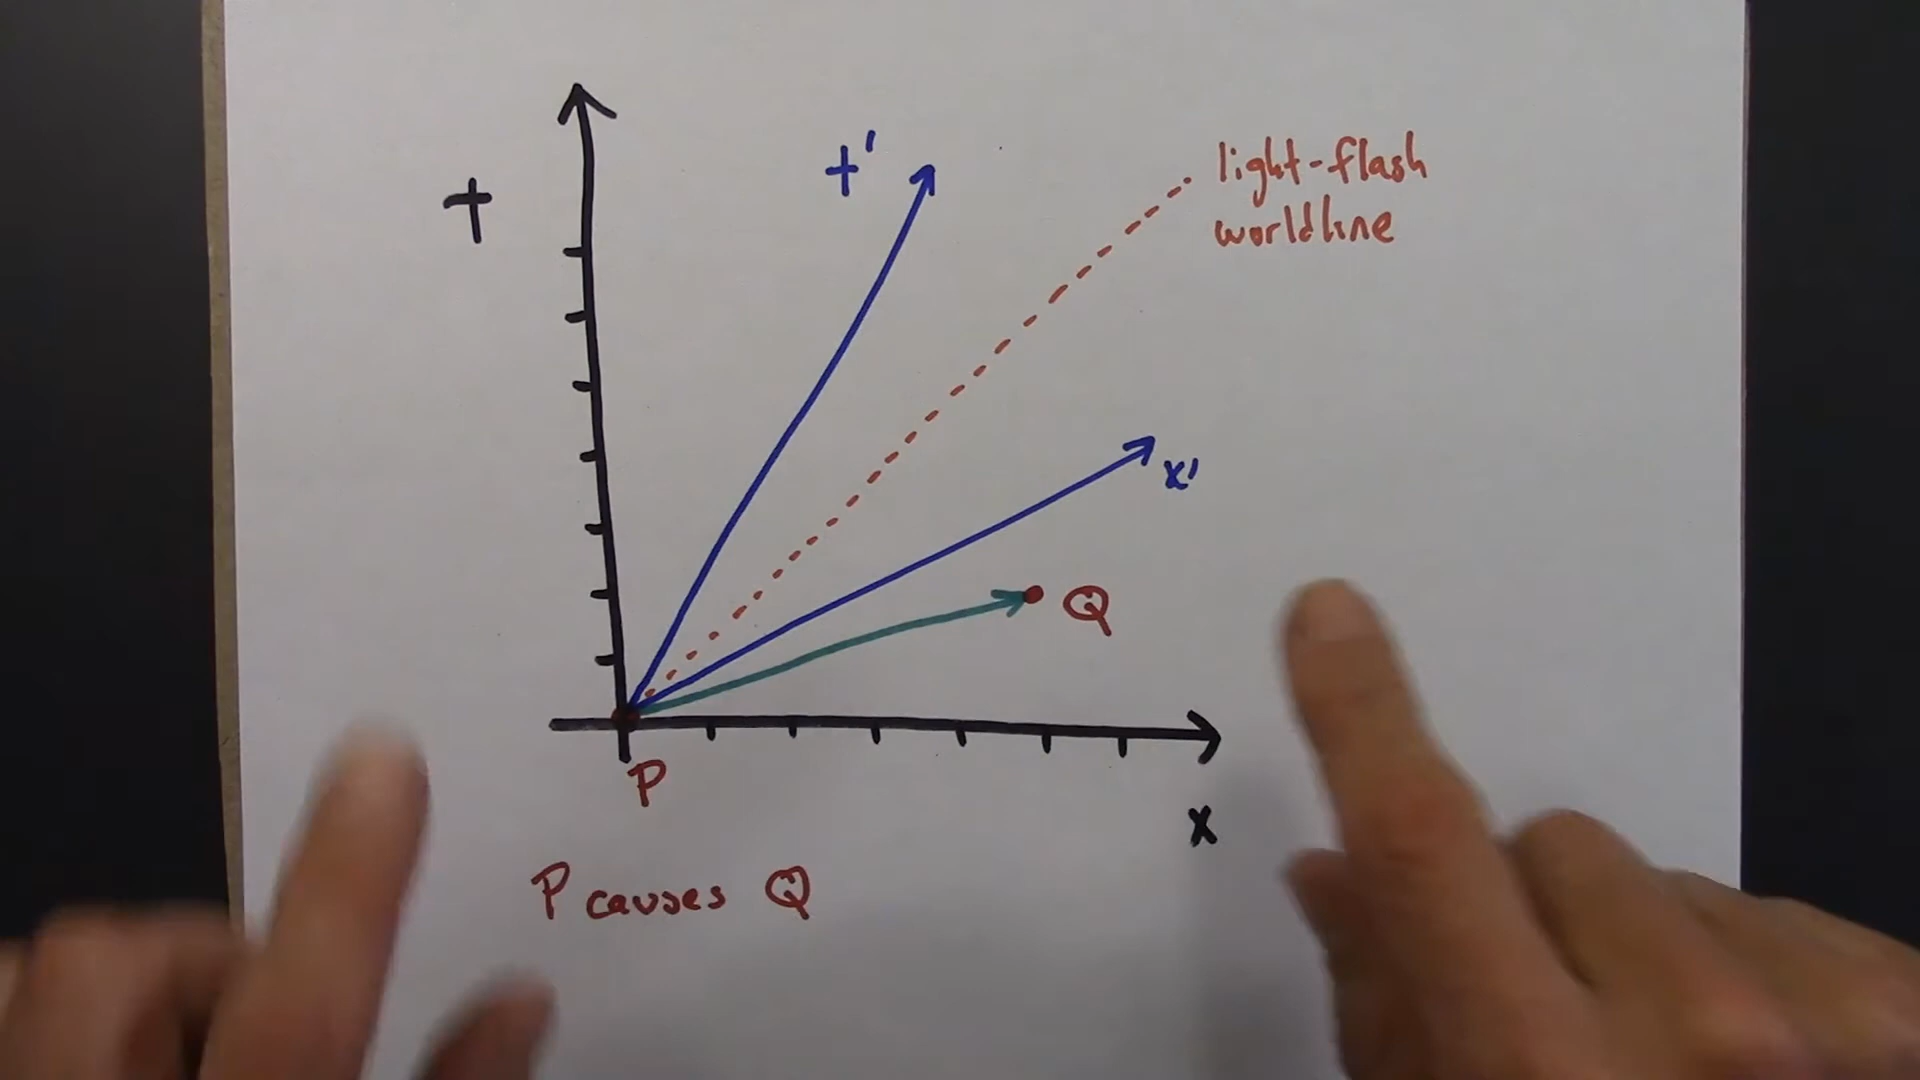 t'
light-flash
worldline
t
x'
Q
P
x
P causes Q